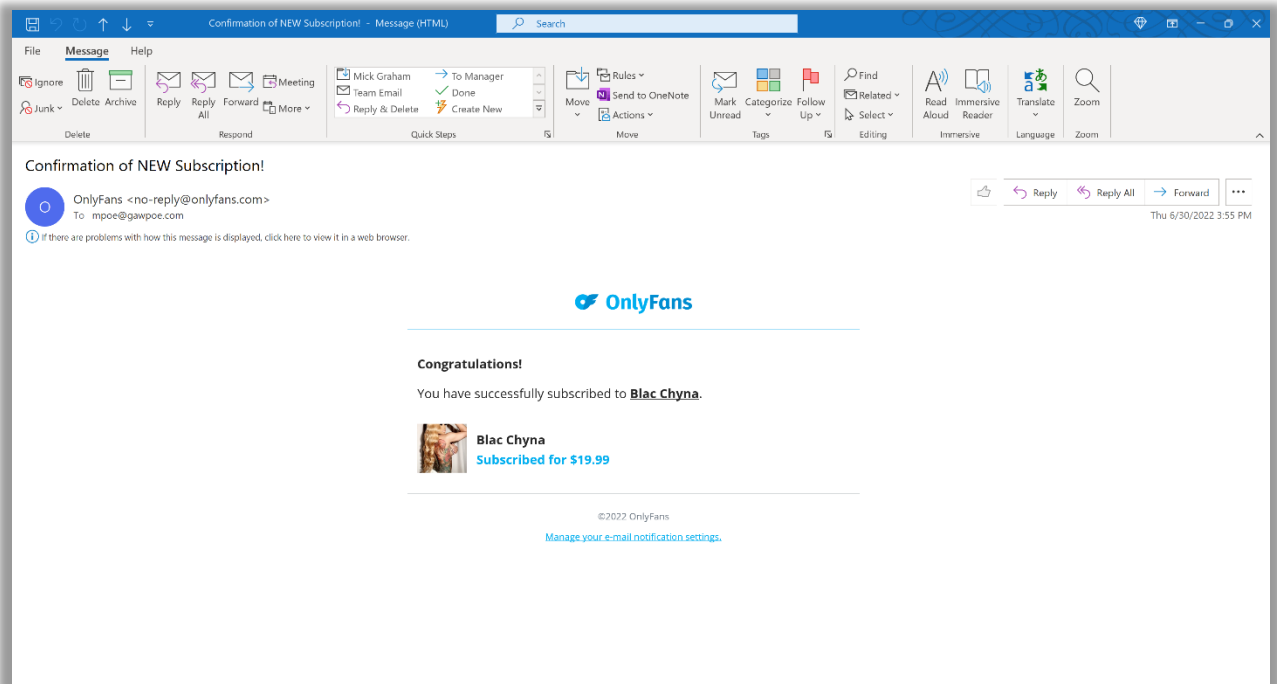 Confirmation of NEW Subscription! - Message (HTML)
Search
File Message Help
Ignore
Junk
Delete Archive
Reply Reply All Forward
Meeting
More
Mick Graham
Team Email
Reply & Delete
To Manager
Done
Create New
Move
Rules
Send to OneNote
Actions
Mark Unread
Categorize
Follow Up
Find
Related
Select
Read Aloud
Immersive Reader
Translate
Zoom
Delete Respond Quick Steps Move Tags Editing Immersive Language Zoom
Confirmation of NEW Subscription!
O
OnlyFans <no-reply@onlyfans.com>
To mpoe@gawpoe.com
Reply Reply All Forward
Thu 6/30/2022 3:55 PM
If there are problems with how this message is displayed, click here to view it in a web browser.
OnlyFans
Congratulations!
You have successfully subscribed to Blac Chyna.
Blac Chyna
Subscribed for $19.99
©2022 OnlyFans
Manage your e-mail notification settings.